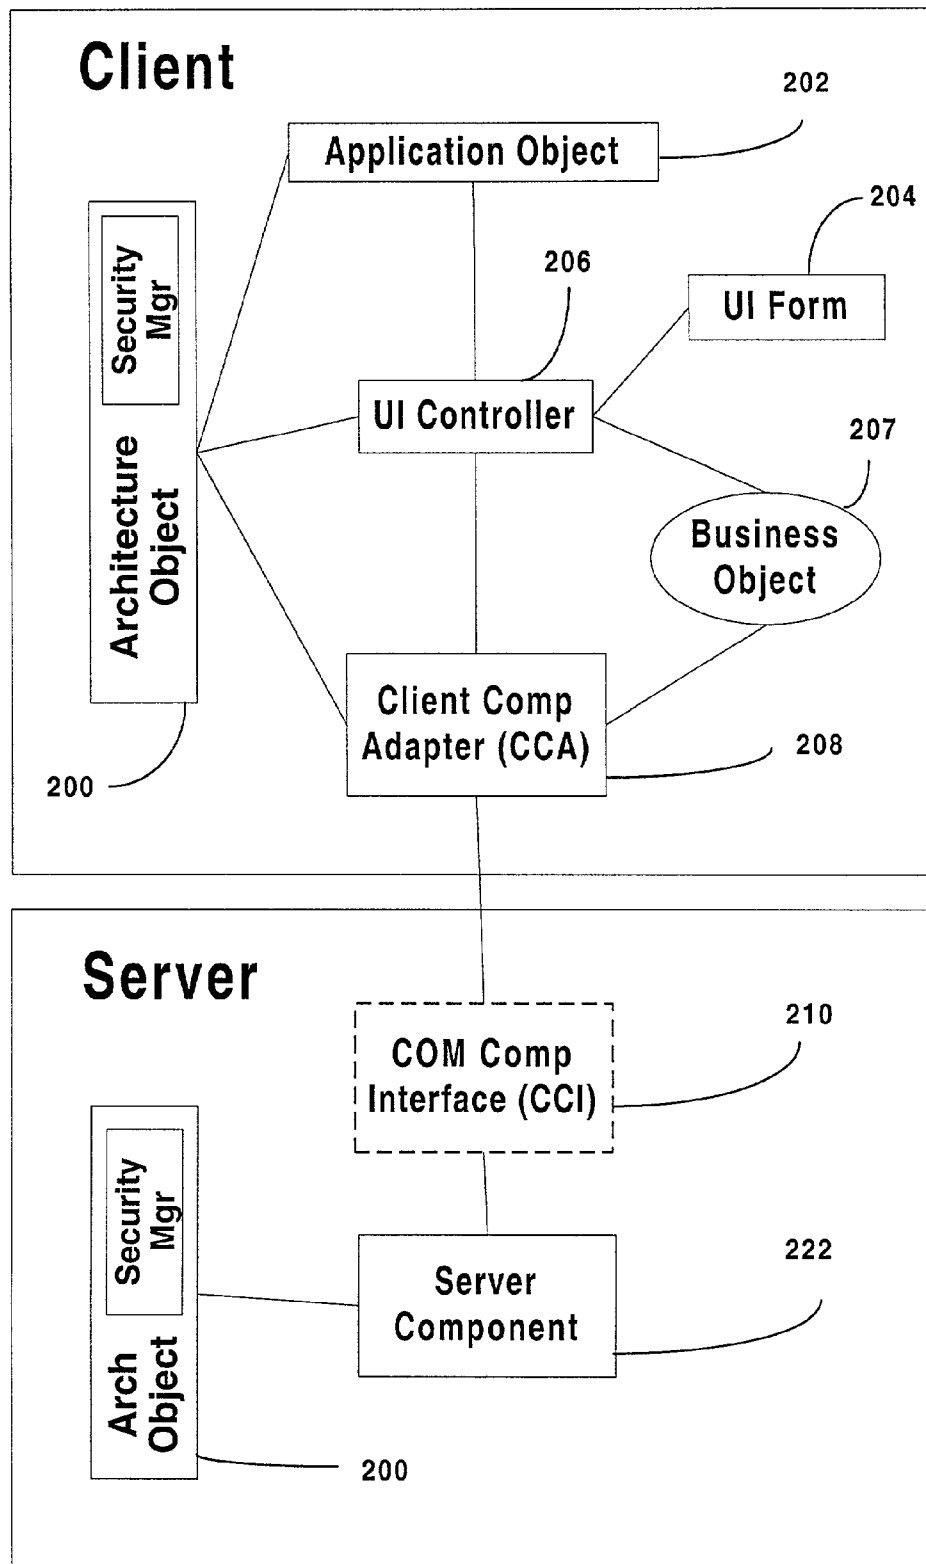 Client
202
Application Object
204
Security
Mgr
206
UI Form
UI Controller
207
Architecture
Object
Business
Object
Client Comp
Adapter (CCA)
208
200
Server
210
COM Comp
Interface (CCI)
Security
Mgr
222
Server
Component
Arch
Object
200